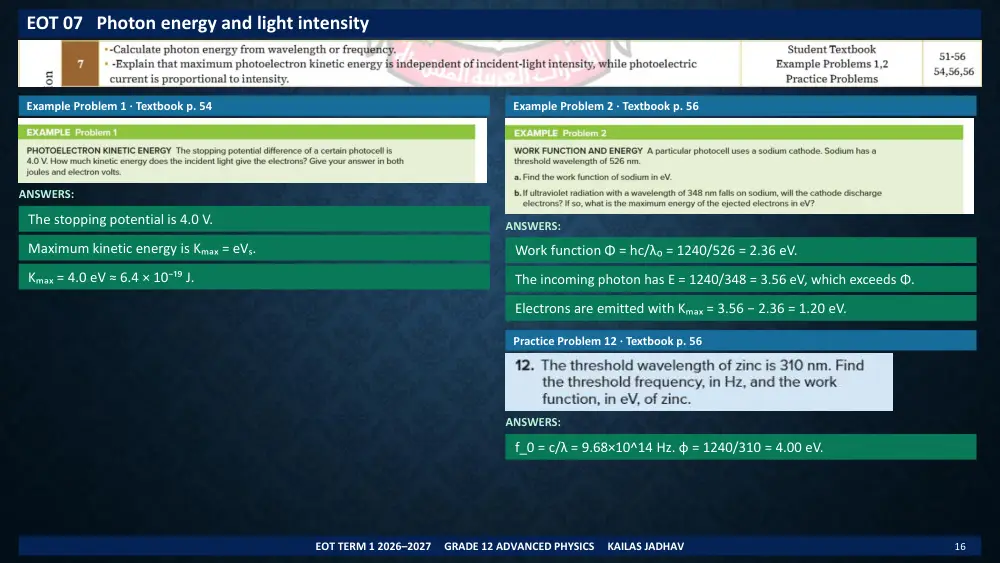 EOT 07 Photon energy and light intensity
on
7
•-Calculate photon energy from wavelength or frequency.
• -Explain that maximum photoelectron kinetic energy is independent of incident-light intensity, while photoelectric
current is proportional to intensity.
Student Textbook
Example Problems 1,2
Practice Problems
51-56
54,56,56
Example Problem 1 · Textbook p. 54
EXAMPLE Problem 1
PHOTOELECTRON KINETIC ENERGY The stopping potential difference of a certain photocell is
4.0 V. How much kinetic energy does the incident light give the electrons? Give your answer in both
joules and electron volts.
ANSWERS:
The stopping potential is 4.0 V.
Maximum kinetic energy is Kₘₐₓ = eVₛ.
Kₘₐₓ = 4.0 eV ≈ 6.4 × 10⁻¹⁹ J.
Example Problem 2 · Textbook p. 56
EXAMPLE Problem 2
WORK FUNCTION AND ENERGY A particular photocell uses a sodium cathode. Sodium has a
threshold wavelength of 526 nm.
a. Find the work function of sodium in eV.
b. If ultraviolet radiation with a wavelength of 348 nm falls on sodium, will the cathode discharge
electrons? If so, what is the maximum energy of the ejected electrons in eV?
ANSWERS:
Work function Φ = hc/λ₀ = 1240/526 = 2.36 eV.
The incoming photon has E = 1240/348 = 3.56 eV, which exceeds Φ.
Electrons are emitted with Kₘₐₓ = 3.56 − 2.36 = 1.20 eV.
Practice Problem 12 · Textbook p. 56
12. The threshold wavelength of zinc is 310 nm. Find
the threshold frequency, in Hz, and the work
function, in eV, of zinc.
ANSWERS:
f_0 = c/λ = 9.68×10^14 Hz. φ = 1240/310 = 4.00 eV.
EOT TERM 1 2026–2027 GRADE 12 ADVANCED PHYSICS KAILAS JADHAV
16